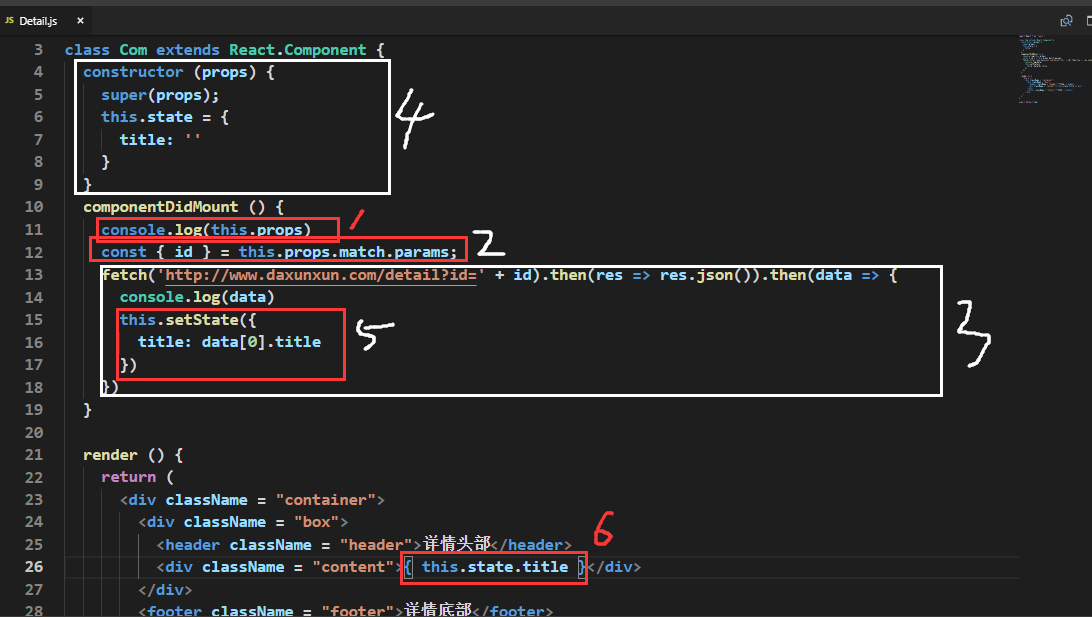 JS Detail.js ×
3 class Com extends React.Component {
4 constructor (props) {
5 super(props);
6 this.state = {
7 title: ''
8 }
9 }
4
10 componentDidMount () {
11 console.log(this.props)
1
12 const { id } = this.props.match.params;
2
13 fetch('http://www.daxunxun.com/detail?id=' + id).then(res => res.json()).then(data => {
14 console.log(data)
15 this.setState({
16 title: data[0].title
17 })
5
18 })
3
19 }
20
21 render () {
22 return (
23 <div className = "container">
24 <div className = "box">
25 <header className = "header">详情头部</header>
6
26 <div className = "content">{ this.state.title }</div>
27 </div>
28 <footer className = "footer">详情底部</footer>